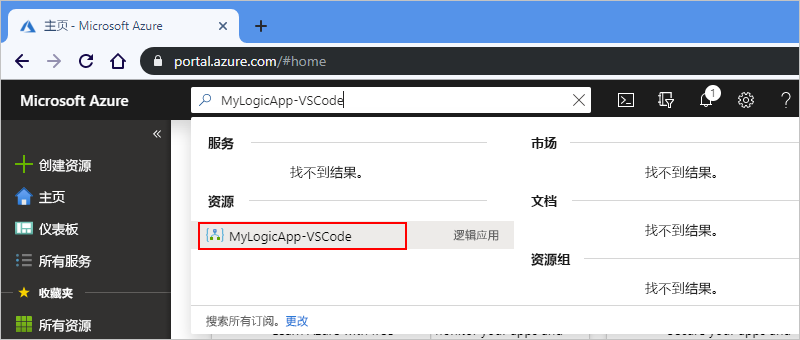 主页 - Microsoft Azure
portal.azure.com/#home
Microsoft Azure
MyLogicApp-VSCode
1
创建资源
主页
仪表板
所有服务
收藏夹
所有资源
服务
找不到结果。
资源
MyLogicApp-VSCode 逻辑应用
市场
找不到结果。
文档
找不到结果。
资源组
找不到结果。
搜索所有订阅。更改